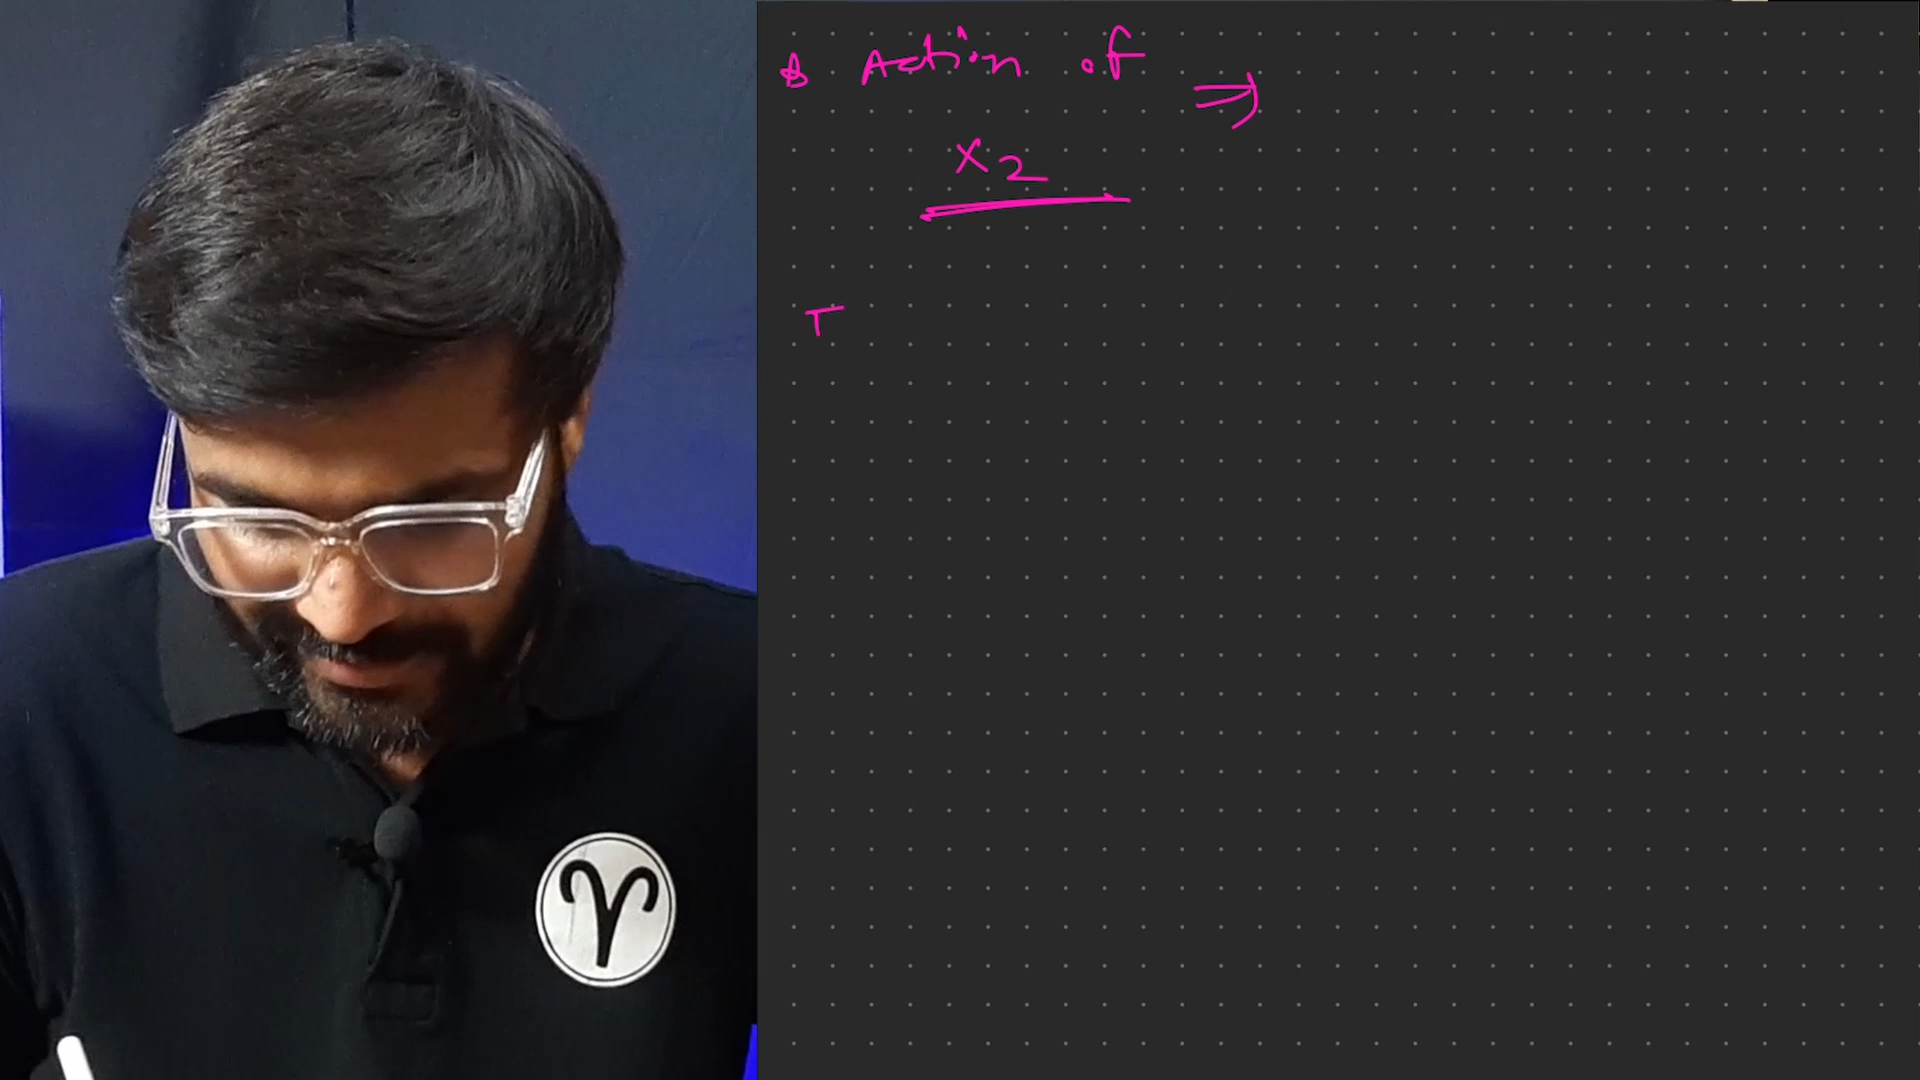 Action of ⇒
X2
T